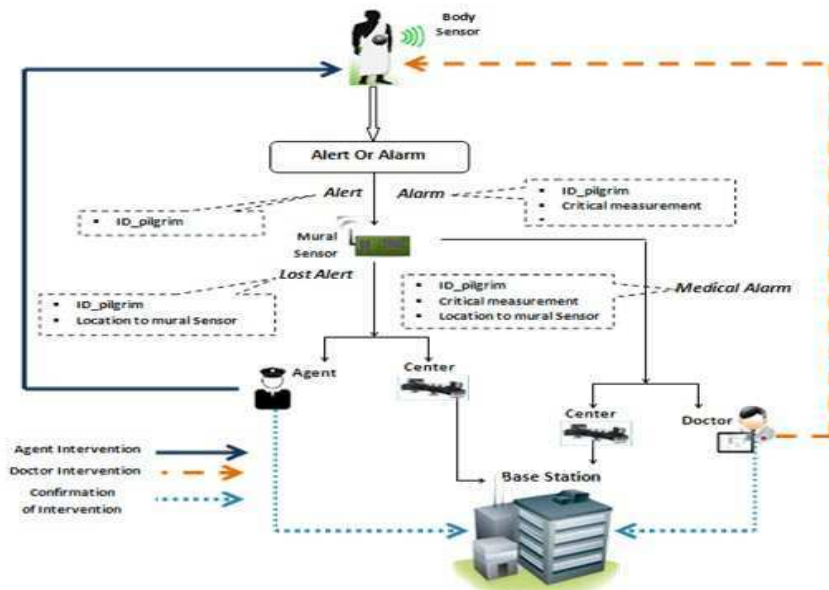 Body
Sensor
Alert Or Alarm
Alert
Alarm
ID_pilgrim
ID_pilgrim
Critical measurement
Mural
Sensor
Lost Alert
ID_pilgrim
Location to mural Sensor
ID_pilgrim
Critical measurement
Location to mural Sensor
Medical Alarm
Agent
Center
Center
Doctor
Agent Intervention
Doctor Intervention
Confirmation
of Intervention
Base Station